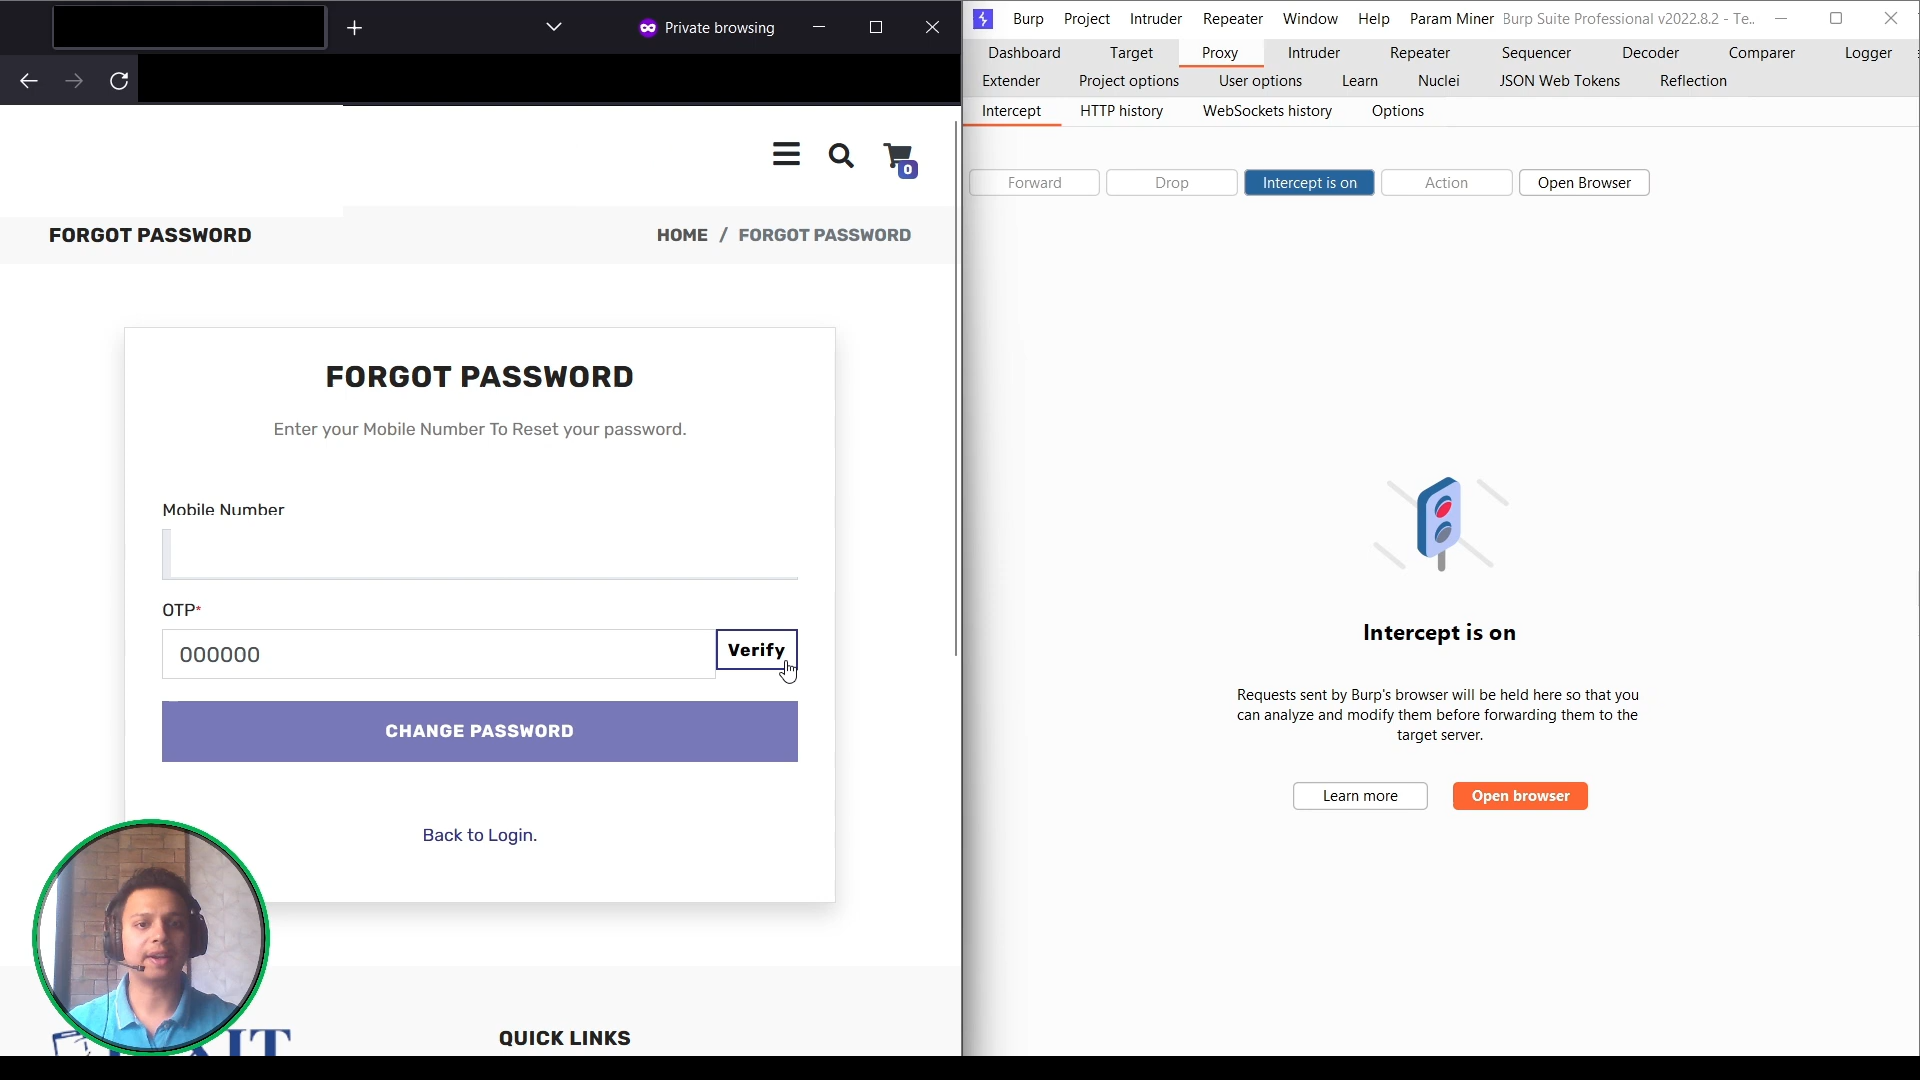 Private browsing
0
FORGOT PASSWORD
HOME / FORGOT PASSWORD
FORGOT PASSWORD
Enter your Mobile Number To Reset your password.
Mobile Number
OTP*
000000
Verify
CHANGE PASSWORD
Back to Login.
IT
QUICK LINKS
Burp Project Intruder Repeater Window Help Param Miner Burp Suite Professional v2022.8.2 - Te..
Dashboard Target Proxy Intruder Repeater Sequencer Decoder Comparer Logger
Extender Project options User options Learn Nuclei JSON Web Tokens Reflection
Intercept HTTP history WebSockets history Options
Forward Drop Intercept is on Action Open Browser
Intercept is on
Requests sent by Burp's browser will be held here so that you
can analyze and modify them before forwarding them to the
target server.
Learn more Open browser